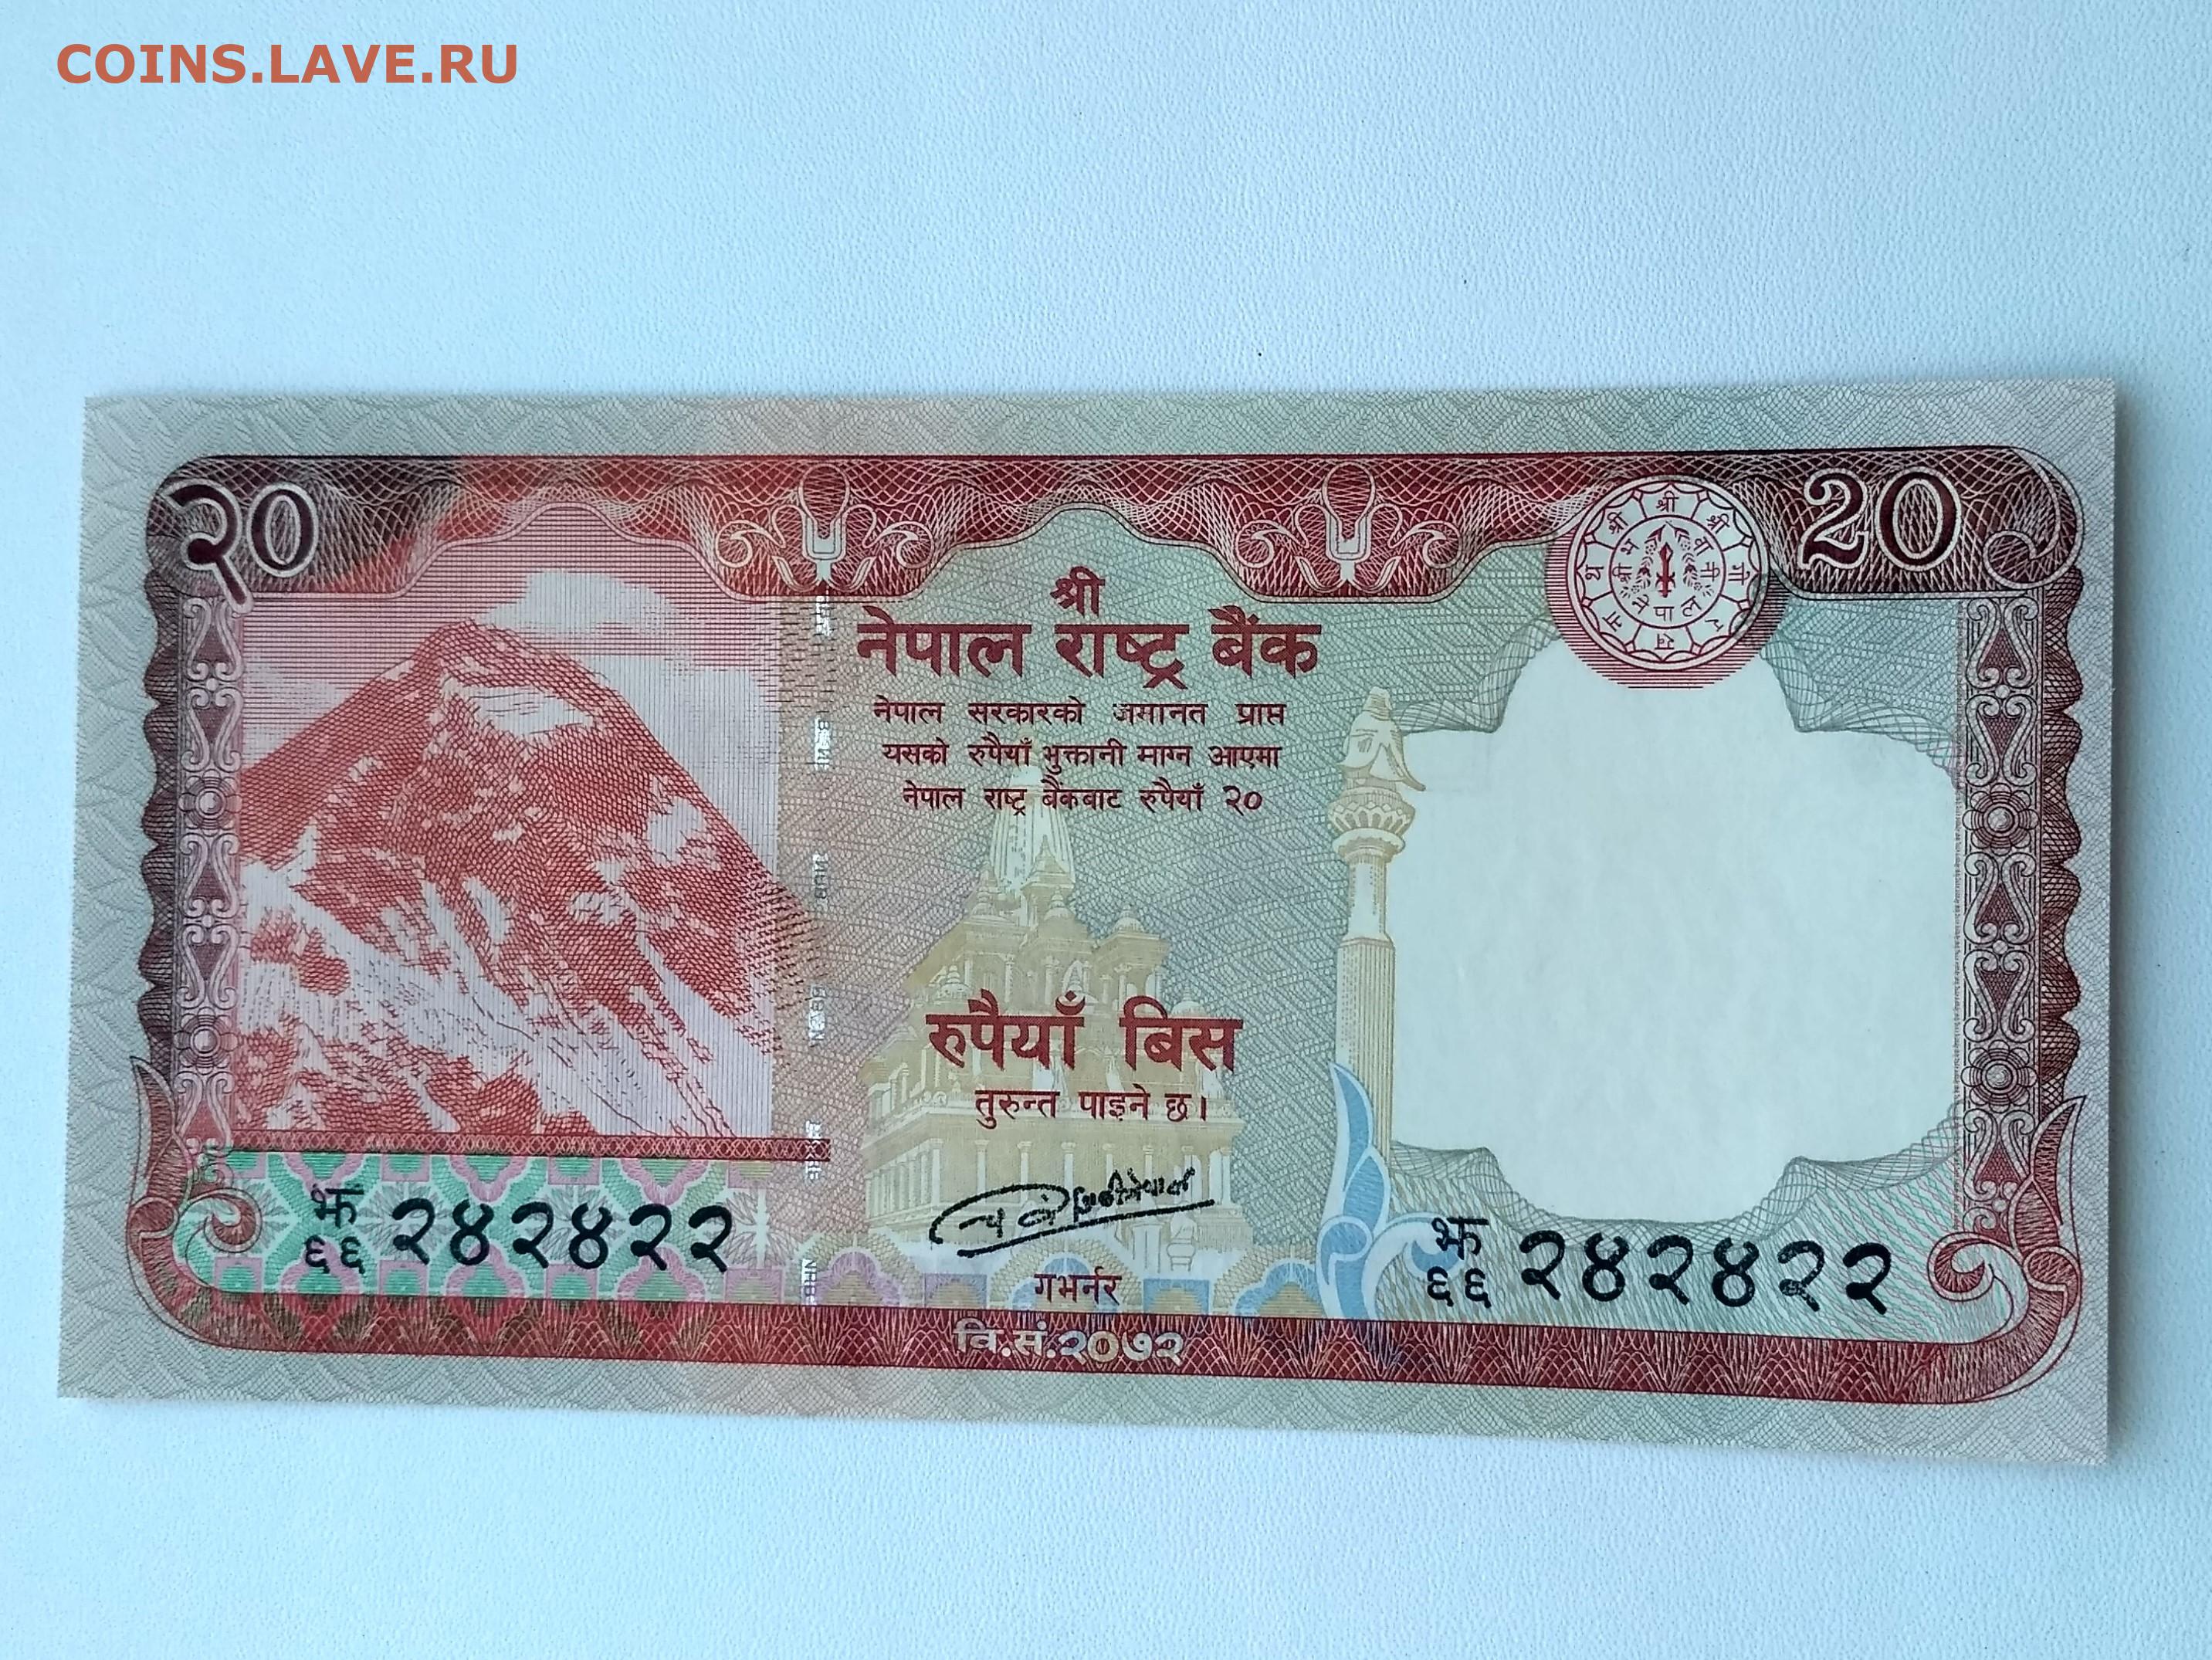 COINS.LAVE.RU
२० 20
श्री
नेपाल राष्ट्र बैंक
नेपाल सरकारको जमानत प्राप्त
यसको रुपैयाँ भुक्तानी माग्न आएमा
नेपाल राष्ट्र बैंकबाट रुपैयाँ २०
रुपैयाँ बिस
तुरुन्त पाइने छ।
झ
६६ २४२४२२
गभर्नर
झ
६६ २४२४२२
वि.सं.२०७२